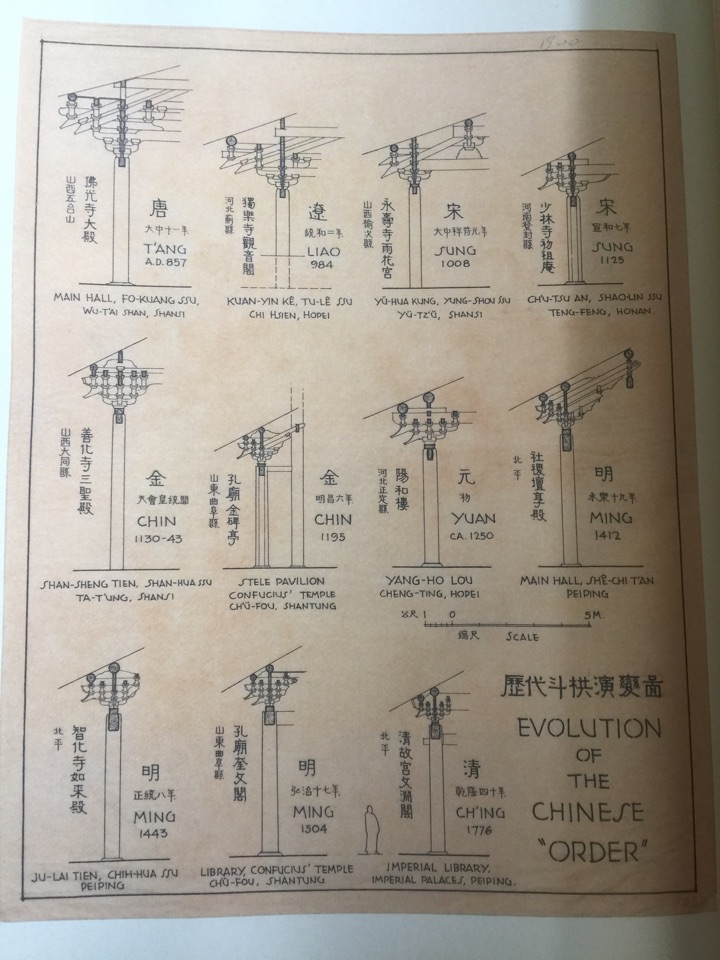 唐
大中十一年
T'ANG
A.D. 857
佛光寺大殿
山西五台山
MAIN HALL, FO-KUANG SSU,
WU-T'AI SHAN, SHANSI
遼
統和二年
LIAO
984
獨樂寺觀音閣
河北薊縣
KUAN-YIN KÊ, TU-LÊ SSU
CHI HSIEN, HOPEI
宋
大中祥符元年
SUNG
1008
永壽寺雨花宮
山西榆次縣
YÜ-HUA KUNG, YUNG-SHOU SSU
YÜ-TZ'Ŭ, SHANSI
宋
宣和七年
SUNG
1125
少林寺初祖庵
河南登封縣
CH'U-TSU AN, SHAO-LIN SSU
TENG-FENG, HONAN.
金
天會皇統間
CHIN
1130-43
善化寺三聖殿
山西大同縣
SHAN-SHENG TIEN, SHAN-HUA SSU
TA-T'UNG, SHANSI
金
明昌六年
CHIN
1195
孔廟金碑亭
山東曲阜縣
STELE PAVILION
CONFUCIUS' TEMPLE
CH'Ü-FOU, SHANTUNG
元
初
YUAN
CA. 1250
陽和樓
河北正定縣
YANG-HO LOU
CHENG-TING, HOPEI
明
永樂十九年
MING
1412
社稷壇享殿
北平
MAIN HALL, SHÊ-CHI T'AN
PEIPING
公尺 1 0 5 M.
縮尺 SCALE
明
正統八年
MING
1443
智化寺如來殿
北平
JU-LAI TIEN, CHIH-HUA SSU
PEIPING
明
弘治十七年
MING
1504
孔廟奎文閣
山東曲阜縣
LIBRARY, CONFUCIUS' TEMPLE
CHÜ-FOU, SHANTUNG
清
乾隆四十年
CH'ING
1776
清故宮文淵閣
北平
IMPERIAL LIBRARY,
IMPERIAL PALACES, PEIPING.
歷代斗栱演變圖
EVOLUTION
OF
THE
CHINESE
"ORDER"